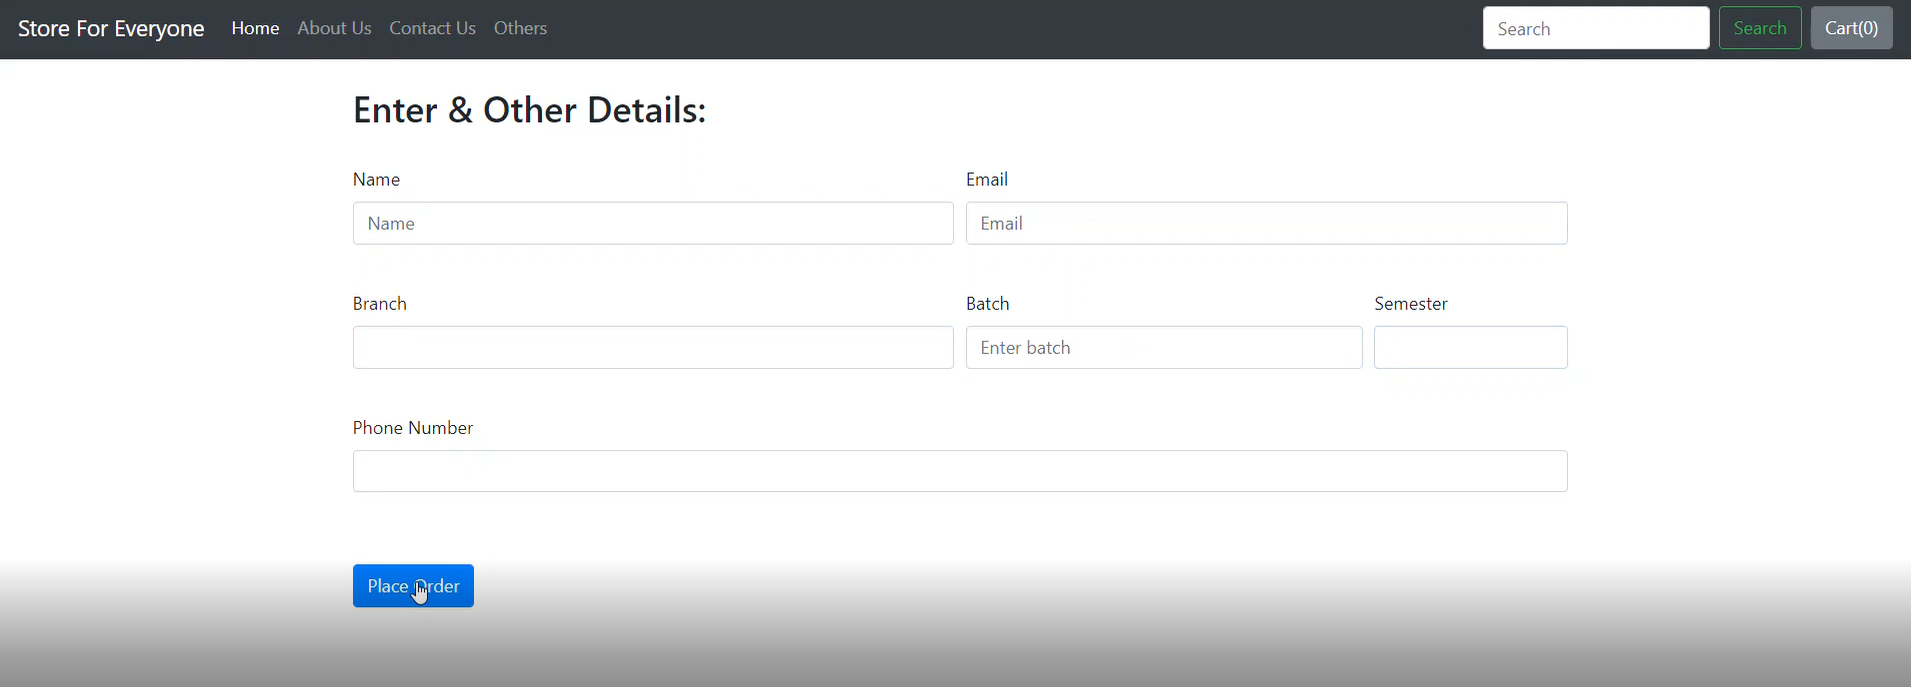 Store For Everyone Home About Us Contact Us Others Search Search Cart(0)
Enter & Other Details:
Name Email
Name Email
Branch Batch Semester
Enter batch
Phone Number
Place Order